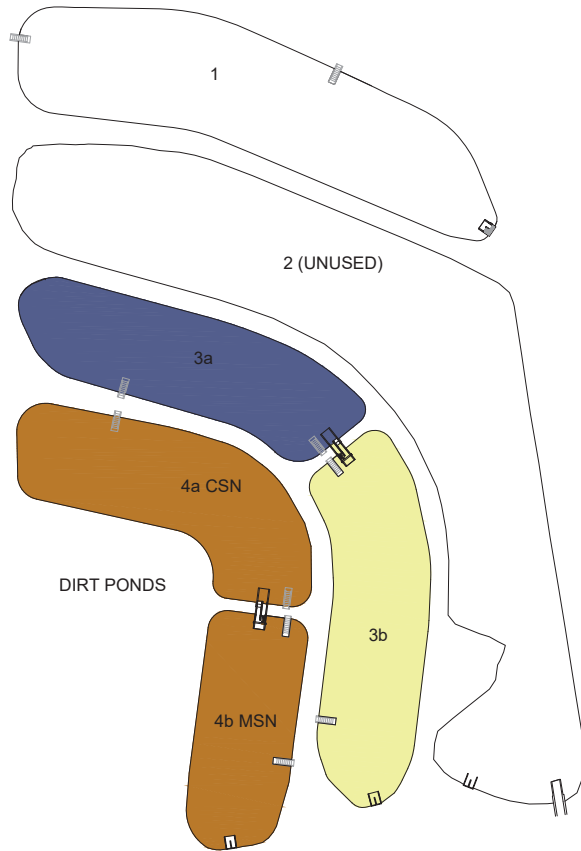 1
2 (UNUSED)
3a
4a CSN
DIRT PONDS
3b
4b MSN